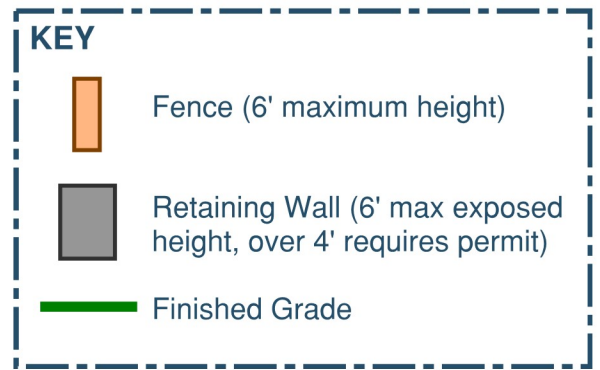 KEY
Fence (6' maximum height)
Retaining Wall (6' max exposed
height, over 4' requires permit)
Finished Grade